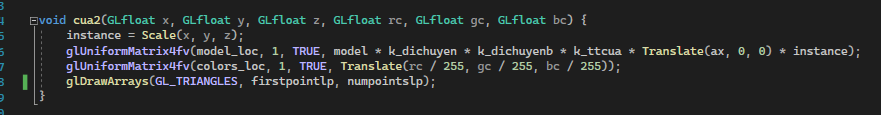 void cua2(GLfloat x, GLfloat y, GLfloat z, GLfloat rc, GLfloat gc, GLfloat bc) {
instance = Scale(x, y, z);
glUniformMatrix4fv(model_loc, 1, TRUE, model * k_dichuyen * k_dichuyenb * k_ttcua * Translate(ax, 0, 0) * instance);
glUniformMatrix4fv(colors_loc, 1, TRUE, Translate(rc / 255, gc / 255, bc / 255));
glDrawArrays(GL_TRIANGLES, firstpointlp, numpointslp);
}